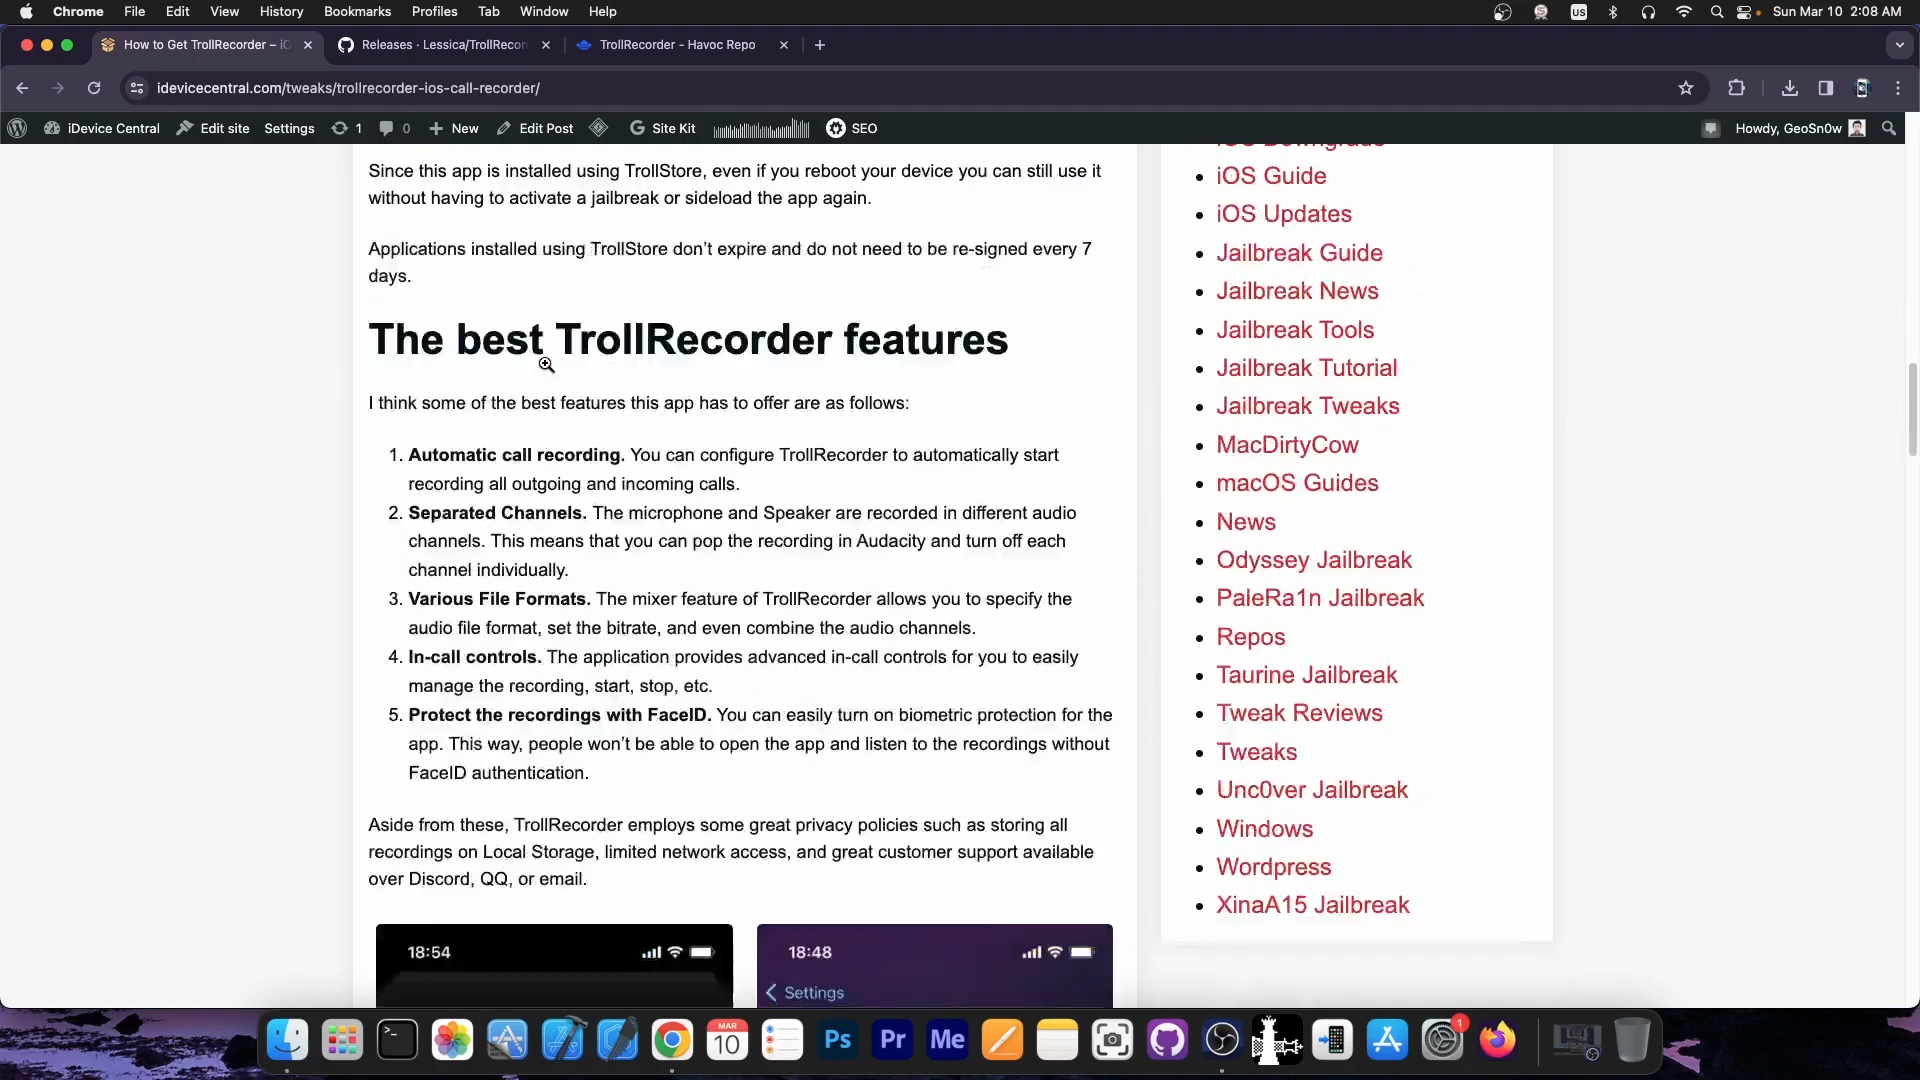 Chrome File Edit View History Bookmarks Profiles Tab Window Help US Sun Mar 10 2:08 AM
How to Get TrollRecorder – iO Releases · Lessica/TrollRecor TrollRecorder - Havoc Repo
idevicecentral.com/tweaks/trollrecorder-ios-call-recorder/
iDevice Central Edit site Settings 1 0 New Edit Post Site Kit SEO Howdy, GeoSn0w
Since this app is installed using TrollStore, even if you reboot your device you can still use it
without having to activate a jailbreak or sideload the app again.
Applications installed using TrollStore don't expire and do not need to be re-signed every 7
days.
The best TrollRecorder features
I think some of the best features this app has to offer are as follows:
1. Automatic call recording. You can configure TrollRecorder to automatically start
recording all outgoing and incoming calls.
2. Separated Channels. The microphone and Speaker are recorded in different audio
channels. This means that you can pop the recording in Audacity and turn off each
channel individually.
3. Various File Formats. The mixer feature of TrollRecorder allows you to specify the
audio file format, set the bitrate, and even combine the audio channels.
4. In-call controls. The application provides advanced in-call controls for you to easily
manage the recording, start, stop, etc.
5. Protect the recordings with FaceID. You can easily turn on biometric protection for the
app. This way, people won't be able to open the app and listen to the recordings without
FaceID authentication.
Aside from these, TrollRecorder employs some great privacy policies such as storing all
recordings on Local Storage, limited network access, and great customer support available
over Discord, QQ, or email.
18:54
18:48
Settings
iOS Downgrade
iOS Guide
iOS Updates
Jailbreak Guide
Jailbreak News
Jailbreak Tools
Jailbreak Tutorial
Jailbreak Tweaks
MacDirtyCow
macOS Guides
News
Odyssey Jailbreak
PaleRa1n Jailbreak
Repos
Taurine Jailbreak
Tweak Reviews
Tweaks
Unc0ver Jailbreak
Windows
Wordpress
XinaA15 Jailbreak
MAR
10
Ps
Pr
Me
1